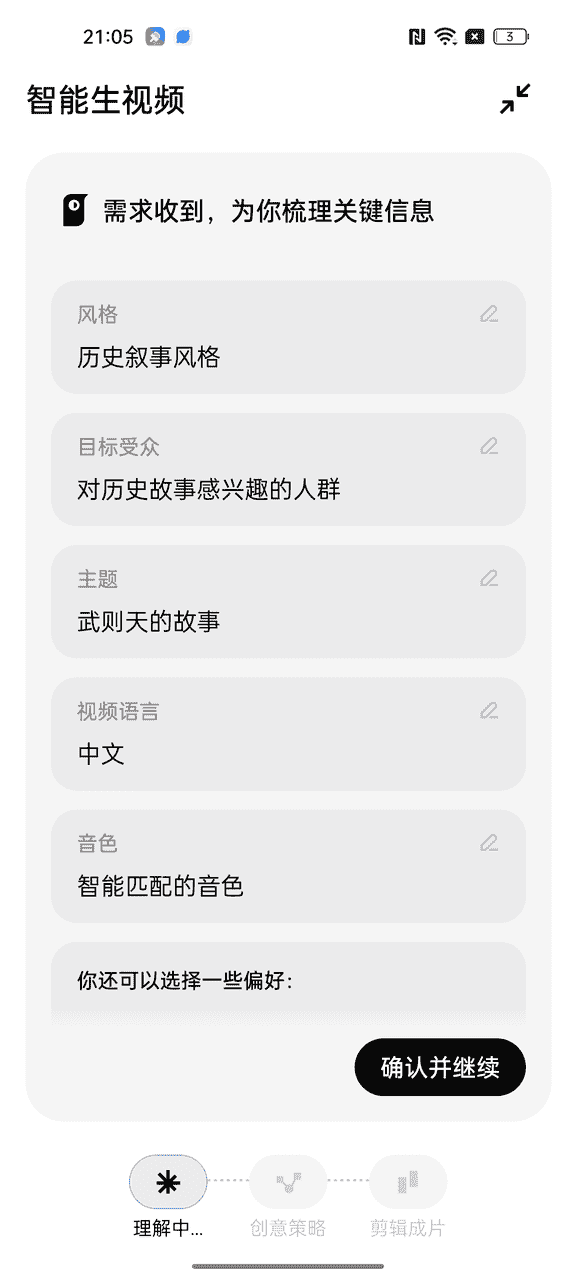 21:05
3
智能生视频
需求收到，为你梳理关键信息
风格
历史叙事风格
目标受众
对历史故事感兴趣的人群
主题
武则天的故事
视频语言
中文
音色
智能匹配的音色
你还可以选择一些偏好：
确认并继续
理解中...
创意策略
剪辑成片